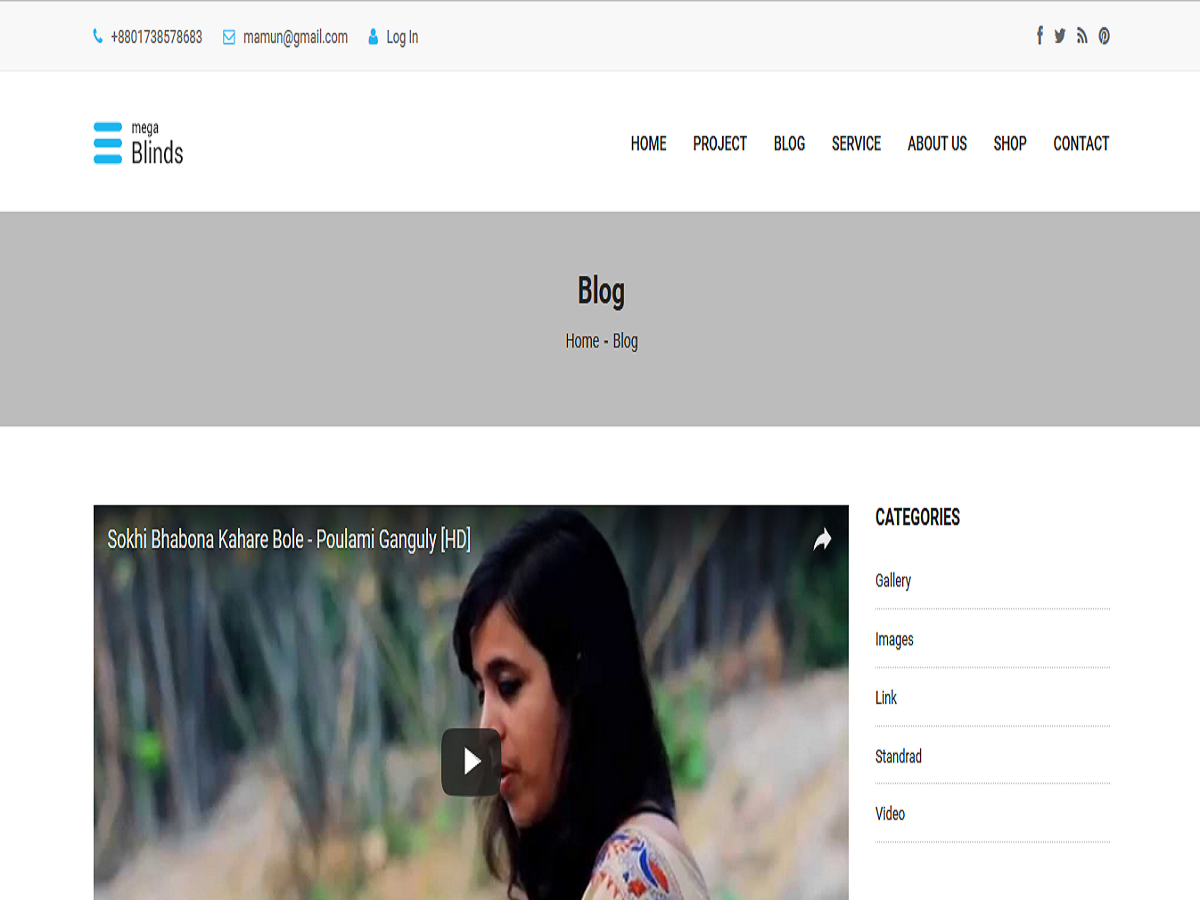 +8801738578683 mamun@gmail.com Log In
mega
Blinds
HOME PROJECT BLOG SERVICE ABOUT US SHOP CONTACT
Blog
Home - Blog
Sokhi Bhabona Kahare Bole - Poulami Ganguly [HD]
CATEGORIES
Gallery
Images
Link
Standrad
Video